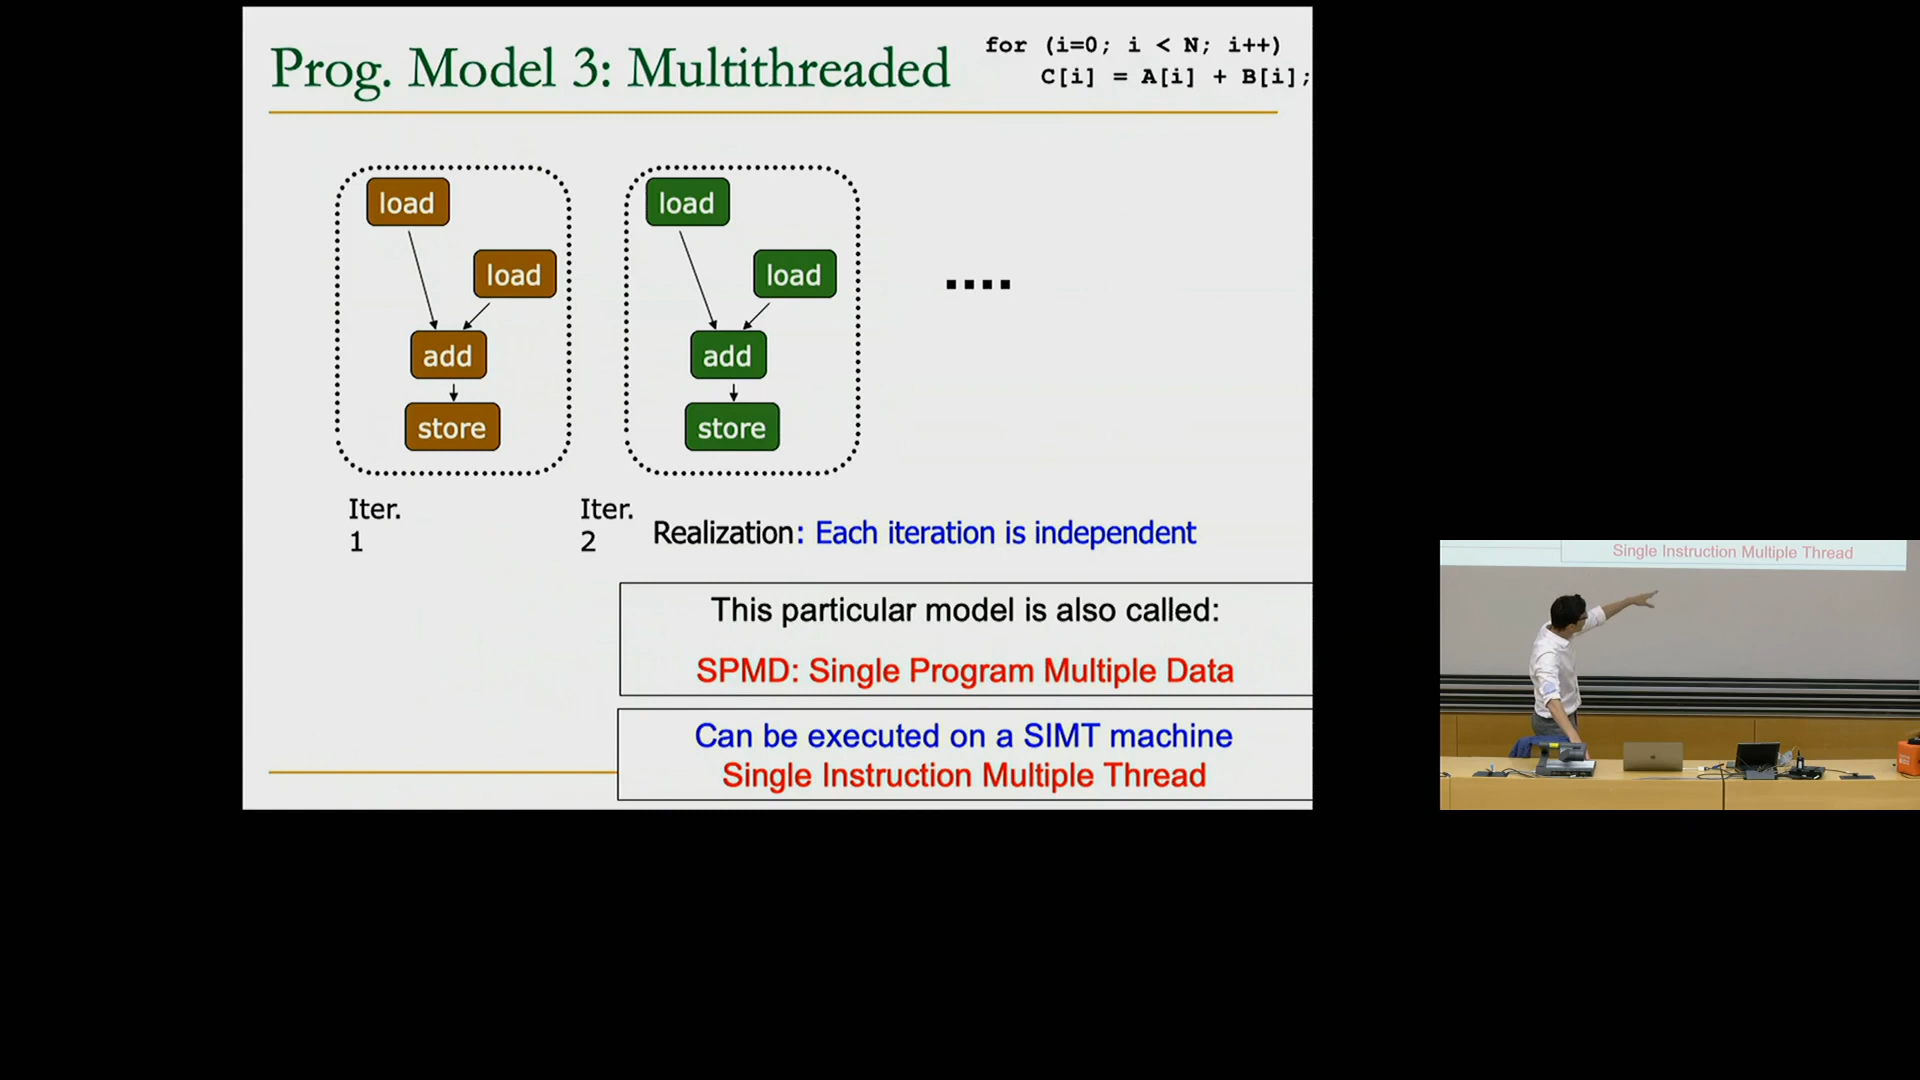 Prog. Model 3: Multithreaded
for (i=0; i < N; i++)
C[i] = A[i] + B[i];
load
load
add
store
load
load
add
store
....
Iter.
1
Iter.
2
Realization: Each iteration is independent
This particular model is also called:
SPMD: Single Program Multiple Data
Can be executed on a SIMT machine
Single Instruction Multiple Thread
Single Instruction Multiple Thread